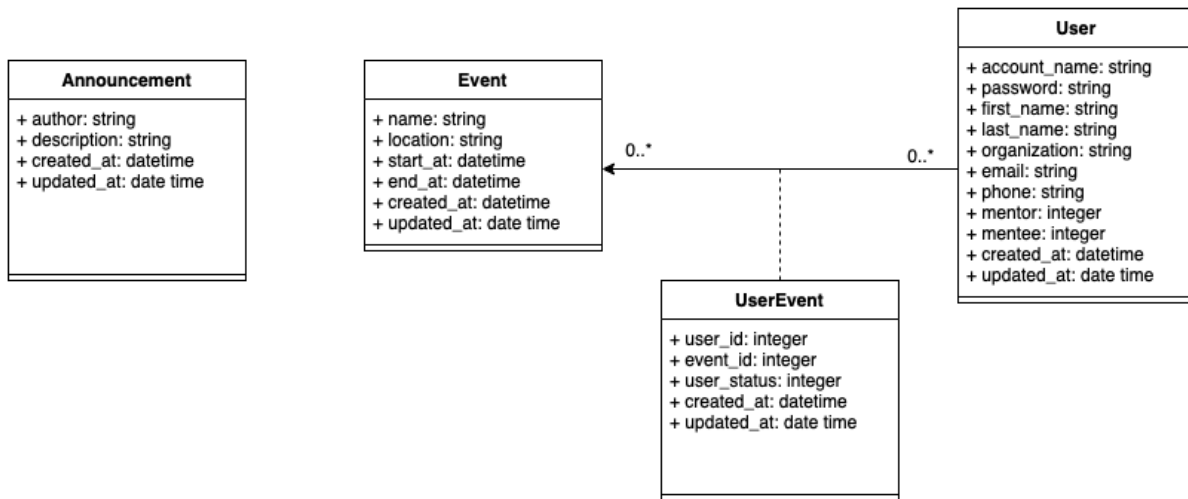 Announcement
+ author: string
+ description: string
+ created_at: datetime
+ updated_at: date time
Event
+ name: string
+ location: string
+ start_at: datetime
+ end_at: datetime
+ created_at: datetime
+ updated_at: date time
0..*
0..*
User
+ account_name: string
+ password: string
+ first_name: string
+ last_name: string
+ organization: string
+ email: string
+ phone: string
+ mentor: integer
+ mentee: integer
+ created_at: datetime
+ updated_at: date time
UserEvent
+ user_id: integer
+ event_id: integer
+ user_status: integer
+ created_at: datetime
+ updated_at: date time